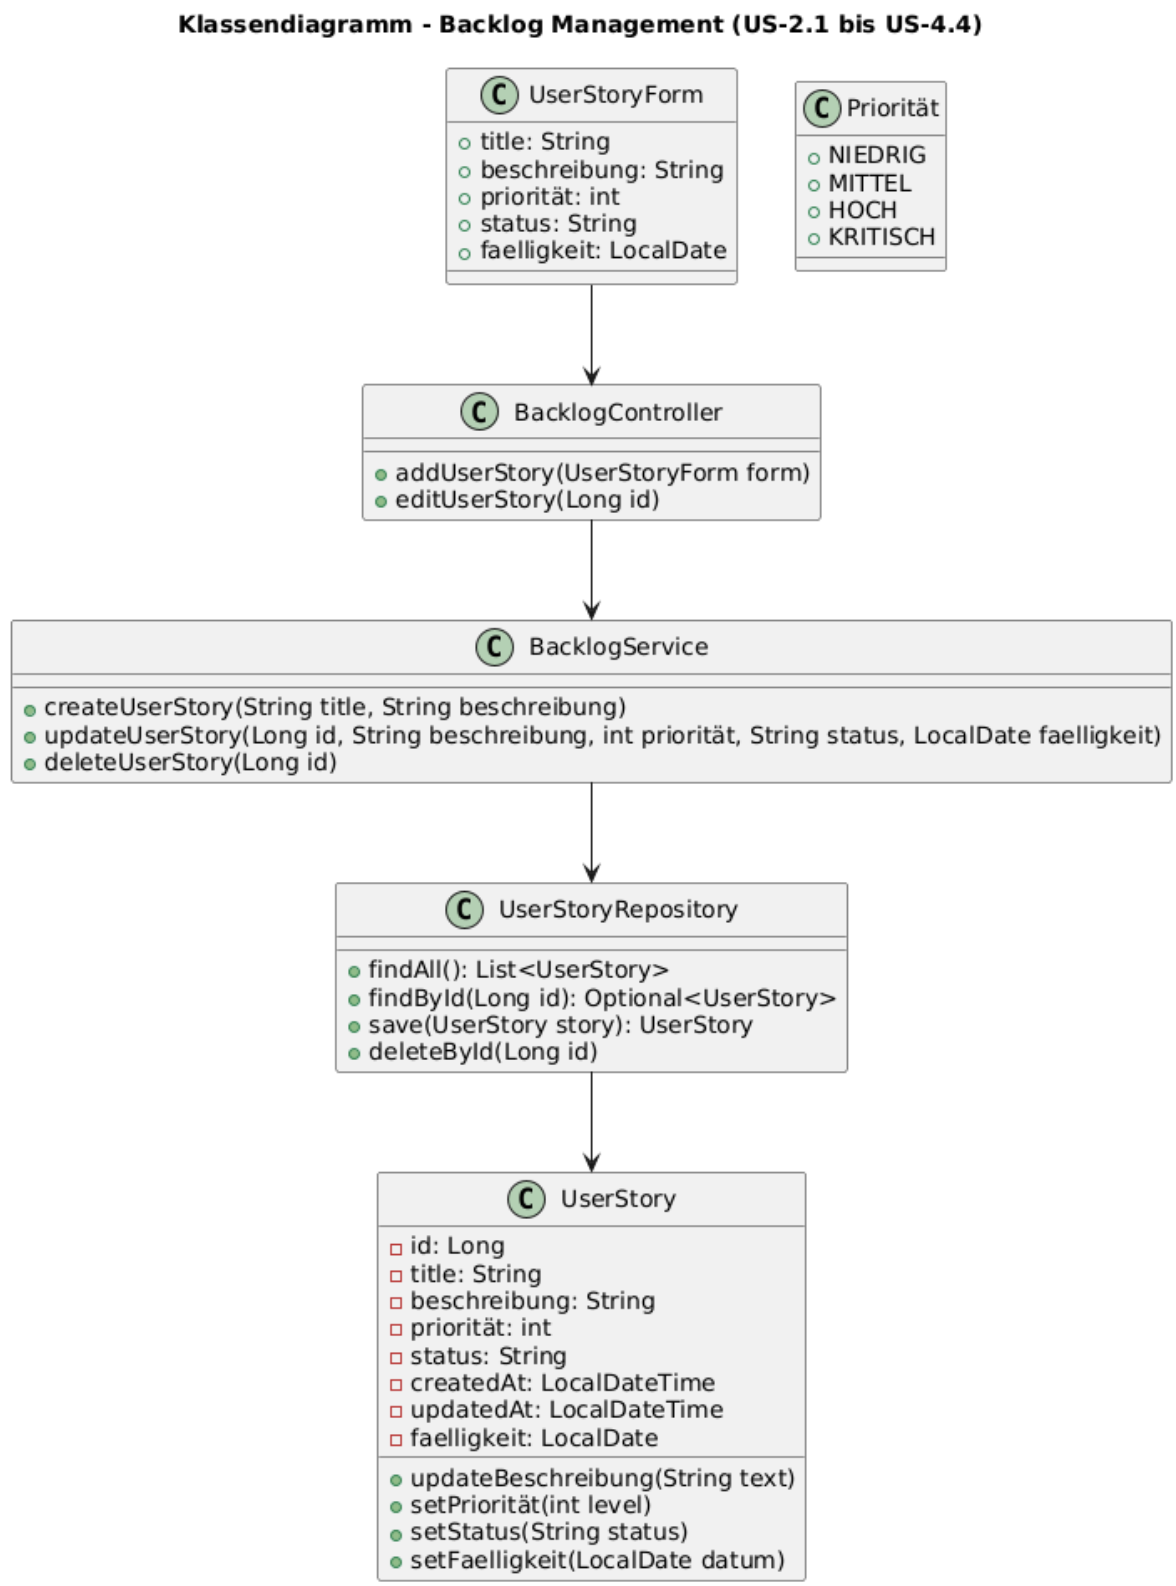 Klassendiagramm - Backlog Management (US-2.1 bis US-4.4)
C UserStoryForm
title: String
beschreibung: String
priorität: int
status: String
faelligkeit: LocalDate
C Priorität
NIEDRIG
MITTEL
HOCH
KRITISCH
C BacklogController
addUserStory(UserStoryForm form)
editUserStory(Long id)
C BacklogService
createUserStory(String title, String beschreibung)
updateUserStory(Long id, String beschreibung, int priorität, String status, LocalDate faelligkeit)
deleteUserStory(Long id)
C UserStoryRepository
findAll(): List<UserStory>
findById(Long id): Optional<UserStory>
save(UserStory story): UserStory
deleteById(Long id)
C UserStory
id: Long
title: String
beschreibung: String
priorität: int
status: String
createdAt: LocalDateTime
updatedAt: LocalDateTime
faelligkeit: LocalDate
updateBeschreibung(String text)
setPriorität(int level)
setStatus(String status)
setFaelligkeit(LocalDate datum)